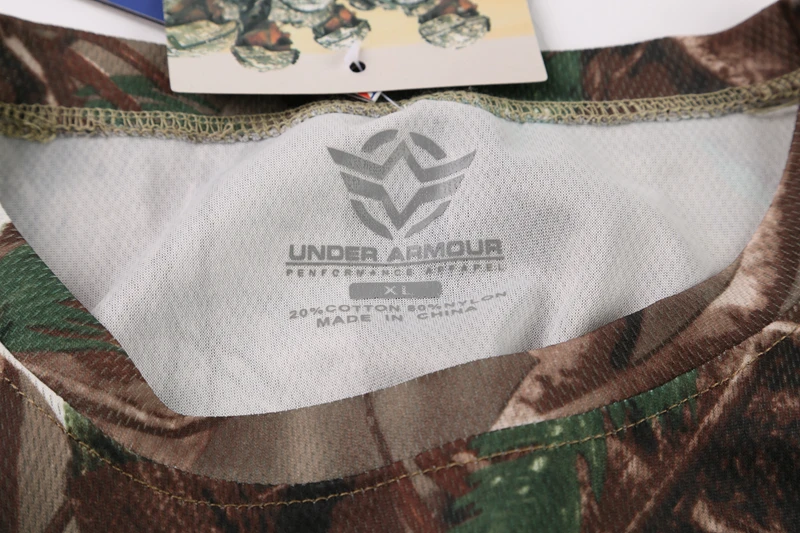 UNDER ARMOUR
PERFORMANCE APPAREL
XL
20%COTTON 80%NYLON
MADE IN CHINA